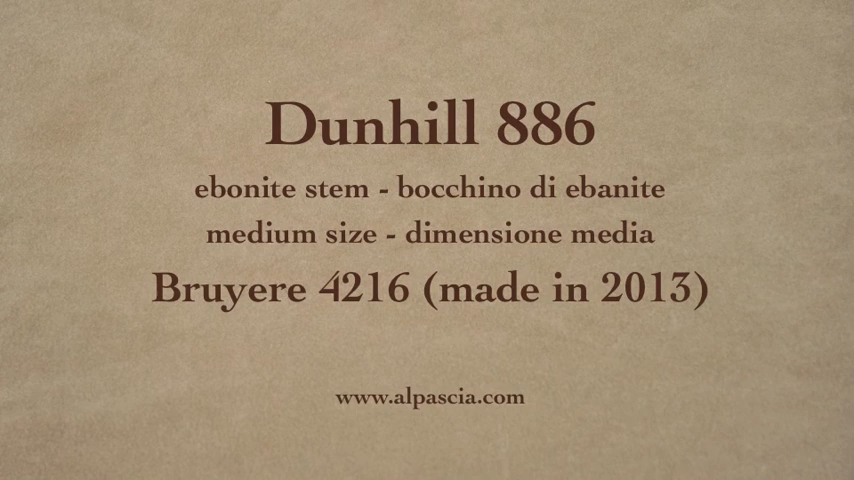 Dunhill 886
ebonite stem - bocchino di ebanite
medium size - dimensione media
Bruyere 4216 (made in 2013)
www.alpascia.com